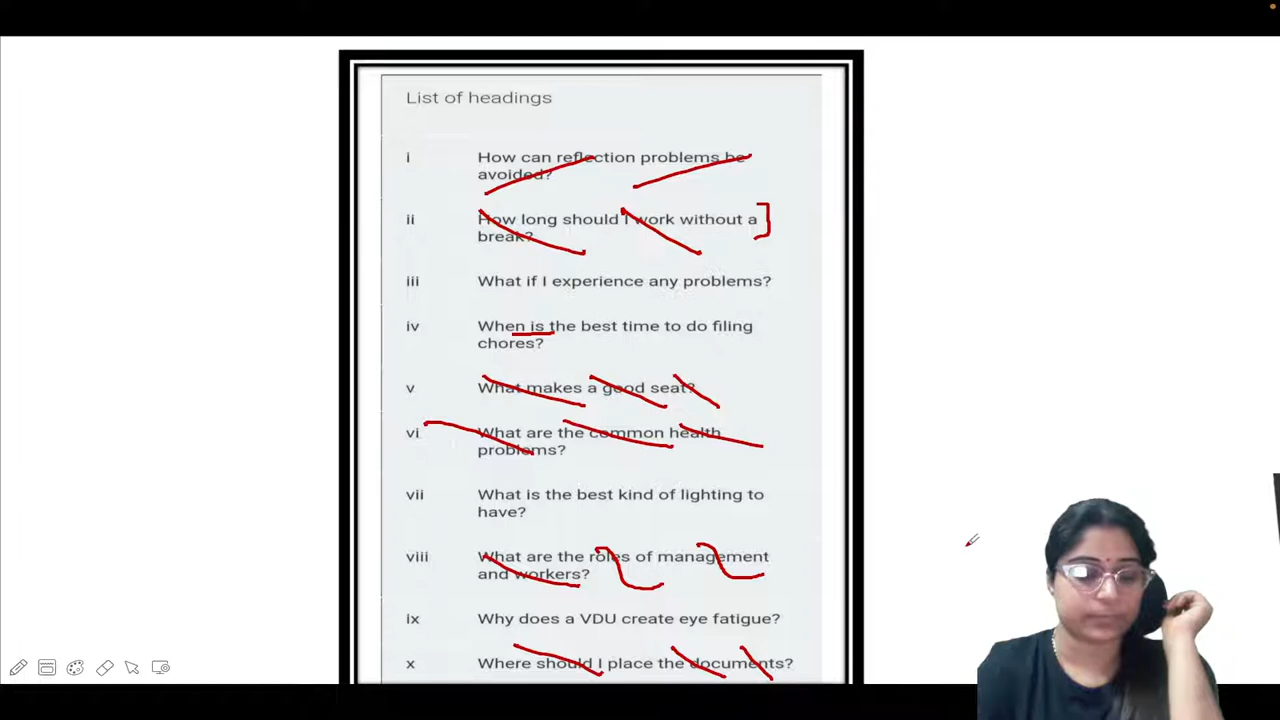 List of headings
i How can reflection problems be
avoided?
ii How long should I work without a
break?
iii What if I experience any problems?
iv When is the best time to do filing
chores?
v What makes a good seat?
vi What are the common health
problems?
vii What is the best kind of lighting to
have?
viii What are the roles of management
and workers?
ix Why does a VDU create eye fatigue?
x Where should I place the documents?